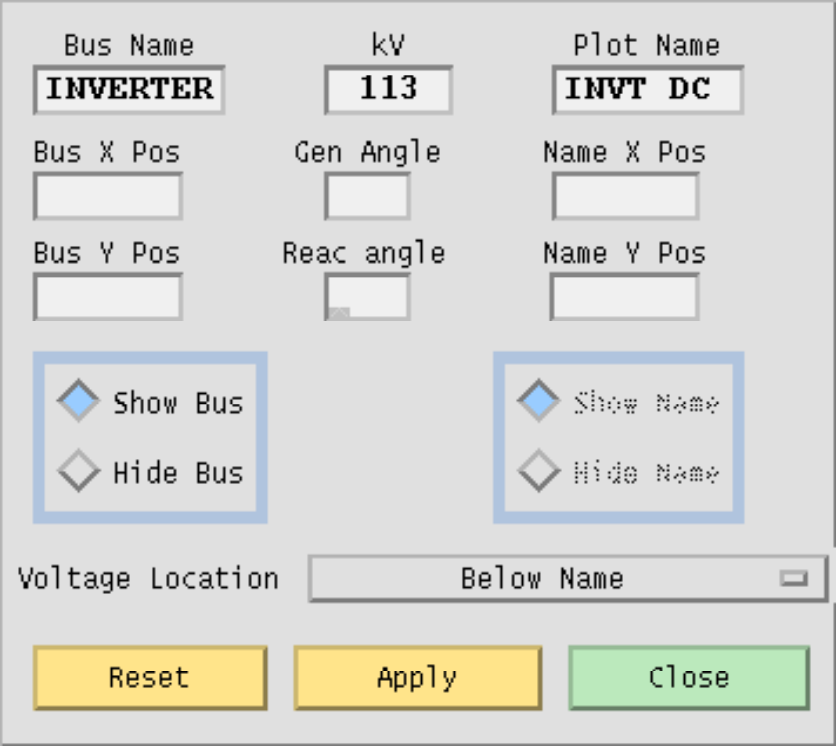 Bus Name kV Plot Name
INVERTER 113 INVT DC
Bus X Pos Gen Angle Name X Pos
Bus Y Pos Reac angle Name Y Pos
Show Bus Show Name
Hide Bus Hide Name
Voltage Location Below Name
Reset Apply Close